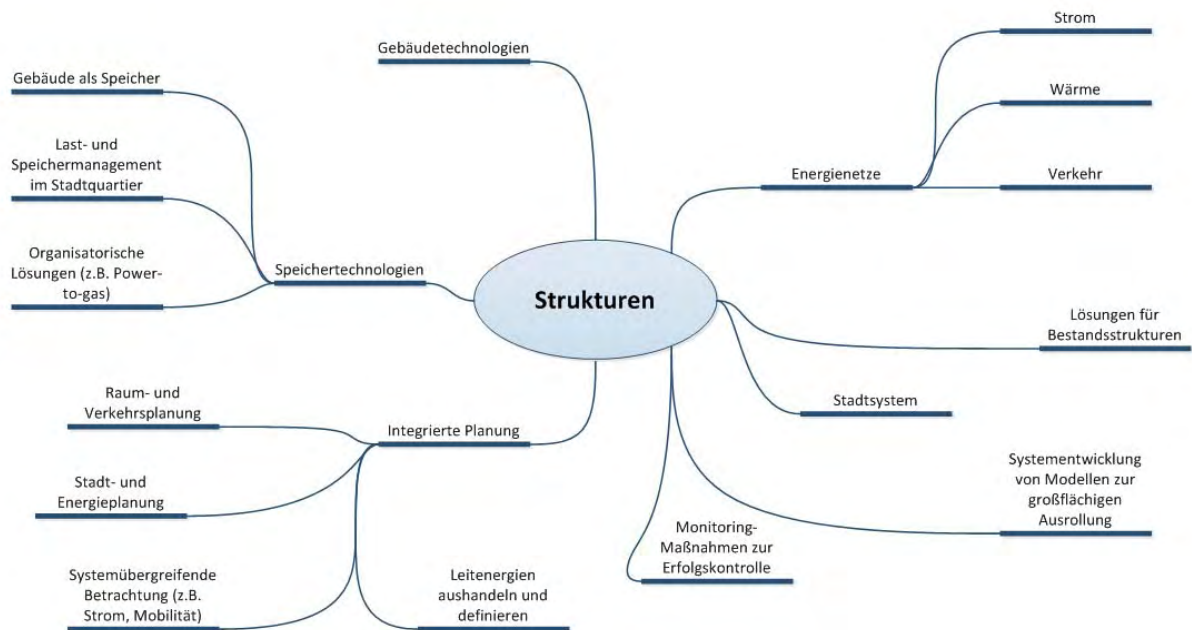 Strom
Gebäudetechnologien
Gebäude als Speicher
Wärme
Last- und
Speichermanagement
im Stadtquartier
Energienetze
Verkehr
Organisatorische
Lösungen (z.B. Power-
to-gas)
Speichertechnologien
Strukturen
Lösungen für
Bestandsstrukturen
Raum- und
Verkehrsplanung
Stadtsystem
Integrierte Planung
Stadt- und
Energieplanung
Systementwicklung
von Modellen zur
großflächigen
Ausrollung
Monitoring-
Maßnahmen zur
Erfolgskontrolle
Systemübergreifende
Betrachtung (z.B.
Strom, Mobilität)
Leitenergien
aushandeln und
definieren